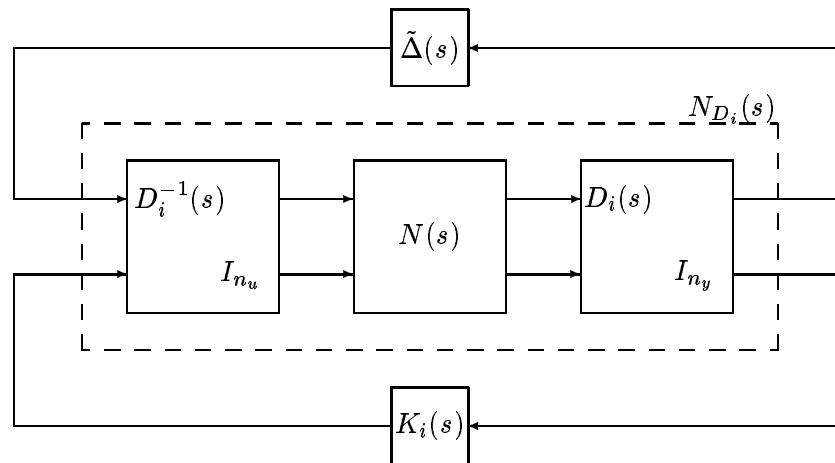 Δ̃(s)
N_{D_i}(s)
D_i^{-1}(s)
N(s)
D_i(s)
I_{n_u}
I_{n_y}
K_i(s)